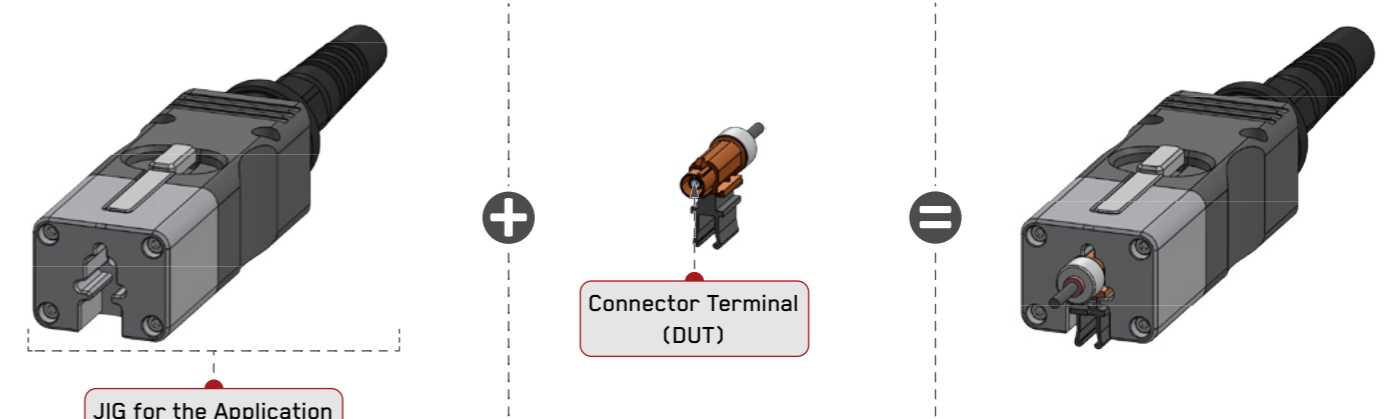 Connector Terminal
(DUT)
JIG for the Application